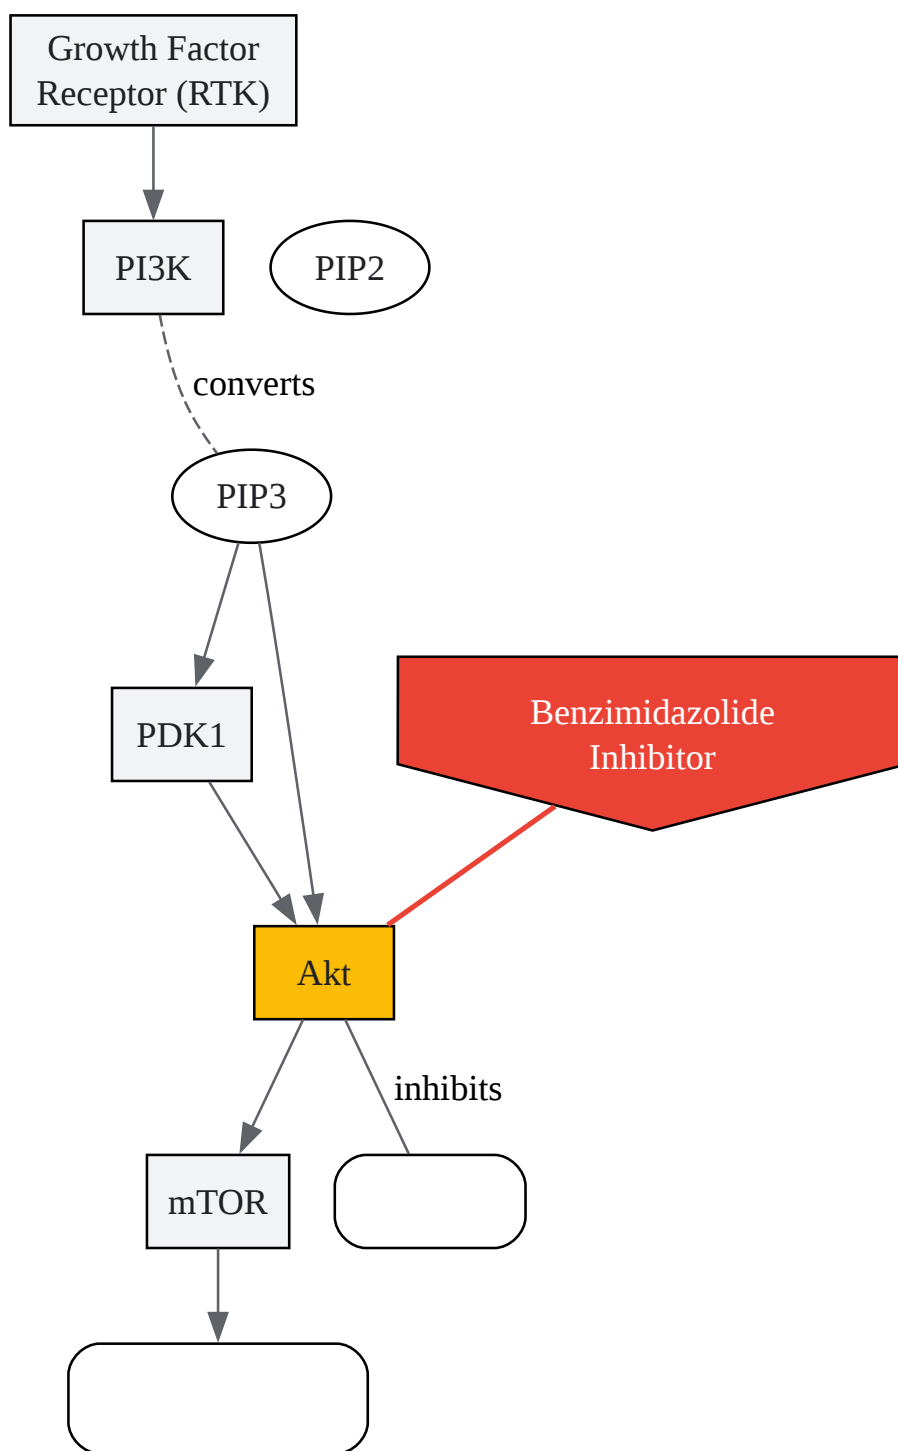 Growth Factor
Receptor (RTK)
PI3K
PIP2
converts
PIP3
Benzimidazolide
Inhibitor
PDK1
Akt
inhibits
mTOR